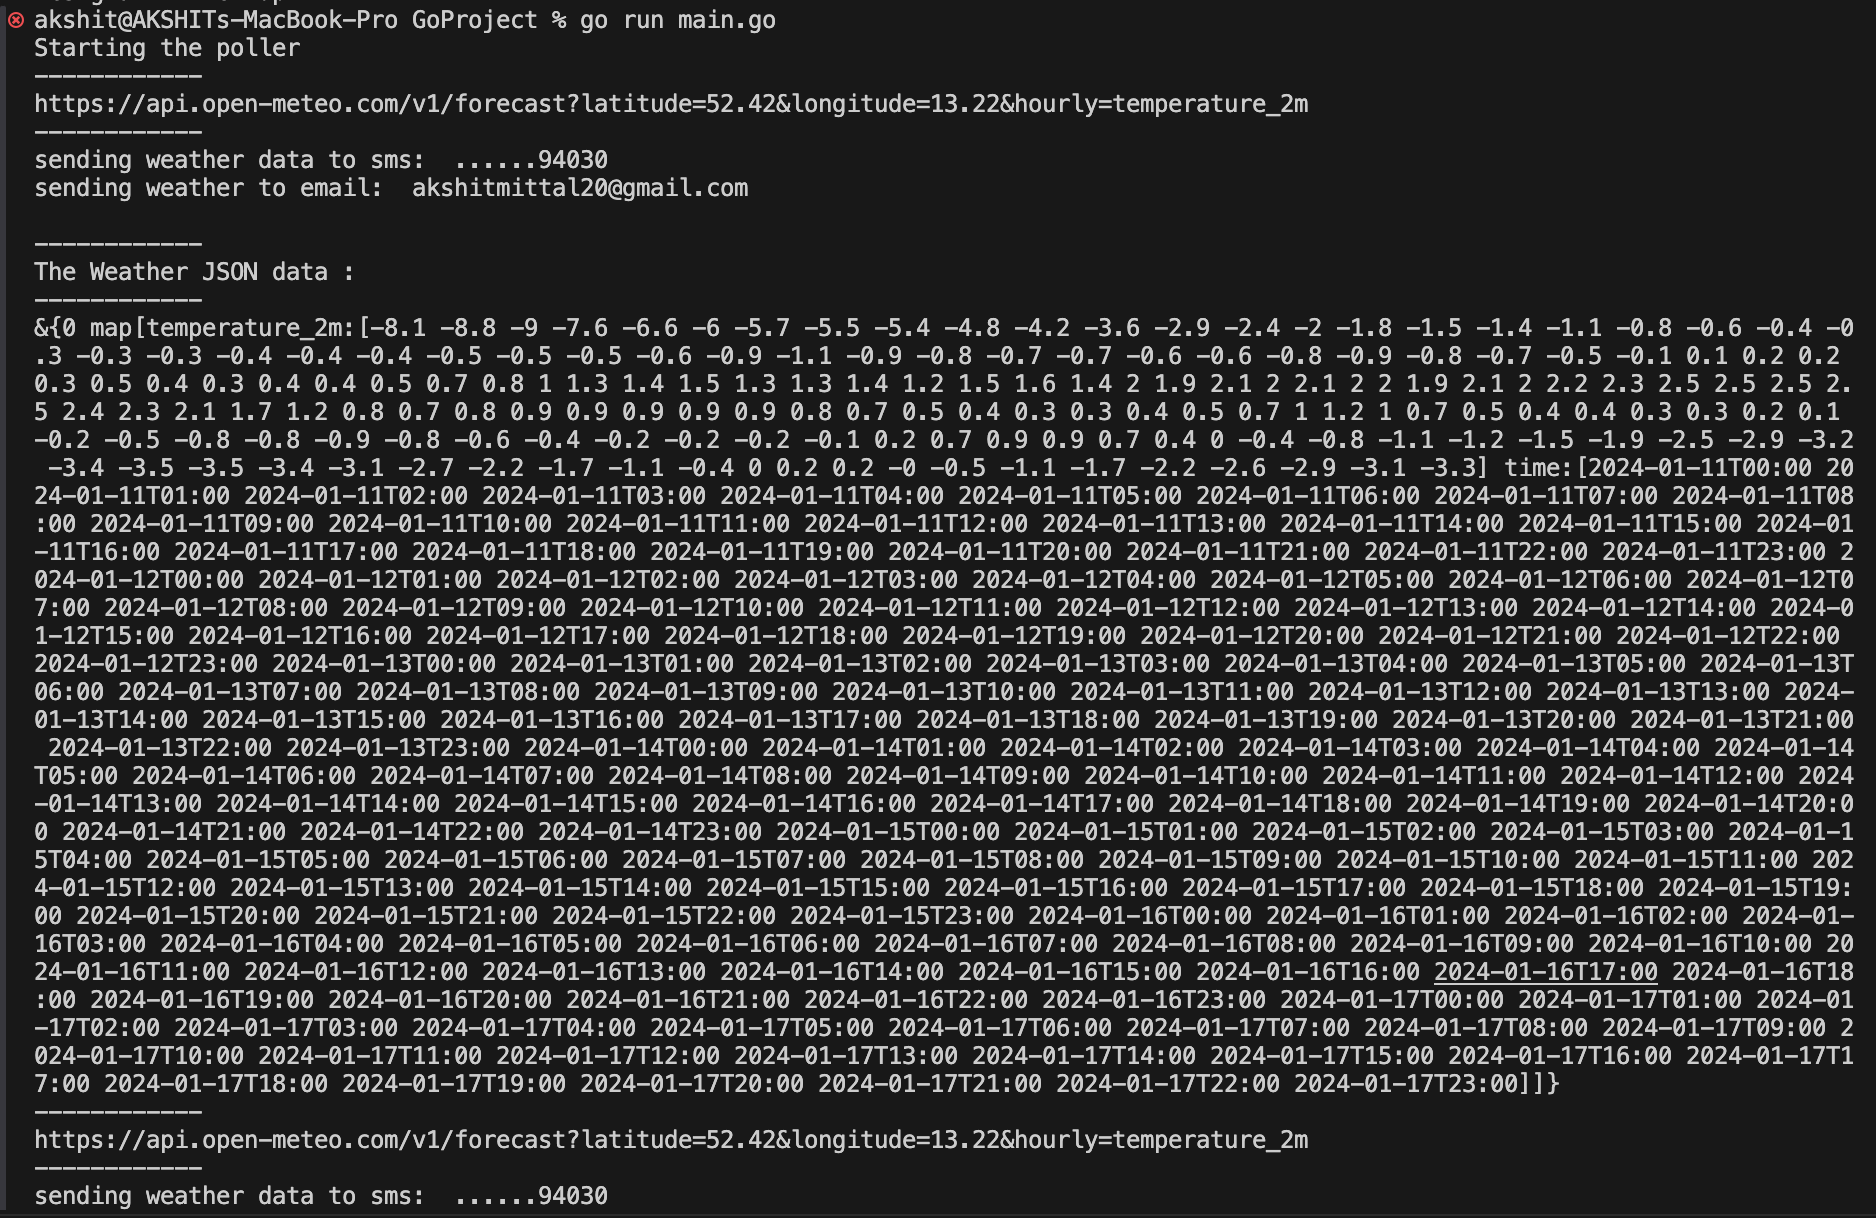 akshit@AKSHITs-MacBook-Pro GoProject % go run main.go
Starting the poller
------------
https://api.open-meteo.com/v1/forecast?latitude=52.42&longitude=13.22&hourly=temperature_2m
------------
sending weather data to sms:  ......94030
sending weather to email:  akshitmittal20@gmail.com
------------
The Weather JSON data :
------------
&{0 map[temperature_2m:[-8.1 -8.8 -9 -7.6 -6.6 -6 -5.7 -5.5 -5.4 -4.8 -4.2 -3.6 -2.9 -2.4 -2 -1.8 -1.5 -1.4 -1.1 -0.8 -0.6 -0.4 -0
.3 -0.3 -0.3 -0.4 -0.4 -0.4 -0.5 -0.5 -0.5 -0.6 -0.9 -1.1 -0.9 -0.8 -0.7 -0.7 -0.6 -0.6 -0.8 -0.9 -0.8 -0.7 -0.5 -0.1 0.1 0.2 0.2
0.3 0.5 0.4 0.3 0.4 0.4 0.5 0.7 0.8 1 1.3 1.4 1.5 1.3 1.3 1.4 1.2 1.5 1.6 1.4 2 1.9 2.1 2 2.1 2 2 1.9 2.1 2 2.2 2.3 2.5 2.5 2.5 2.
5 2.4 2.3 2.1 1.7 1.2 0.8 0.7 0.8 0.9 0.9 0.9 0.9 0.9 0.8 0.7 0.5 0.4 0.3 0.3 0.4 0.5 0.7 1 1.2 1 0.7 0.5 0.4 0.4 0.3 0.3 0.2 0.1
-0.2 -0.5 -0.8 -0.8 -0.9 -0.8 -0.6 -0.4 -0.2 -0.2 -0.2 -0.1 0.2 0.7 0.9 0.9 0.7 0.4 0 -0.4 -0.8 -1.1 -1.2 -1.5 -1.9 -2.5 -2.9 -3.2
-3.4 -3.5 -3.5 -3.4 -3.1 -2.7 -2.2 -1.7 -1.1 -0.4 0 0.2 0.2 -0 -0.5 -1.1 -1.7 -2.2 -2.6 -2.9 -3.1 -3.3] time:[2024-01-11T00:00 20
24-01-11T01:00 2024-01-11T02:00 2024-01-11T03:00 2024-01-11T04:00 2024-01-11T05:00 2024-01-11T06:00 2024-01-11T07:00 2024-01-11T08
:00 2024-01-11T09:00 2024-01-11T10:00 2024-01-11T11:00 2024-01-11T12:00 2024-01-11T13:00 2024-01-11T14:00 2024-01-11T15:00 2024-01
-11T16:00 2024-01-11T17:00 2024-01-11T18:00 2024-01-11T19:00 2024-01-11T20:00 2024-01-11T21:00 2024-01-11T22:00 2024-01-11T23:00 2
024-01-12T00:00 2024-01-12T01:00 2024-01-12T02:00 2024-01-12T03:00 2024-01-12T04:00 2024-01-12T05:00 2024-01-12T06:00 2024-01-12T0
7:00 2024-01-12T08:00 2024-01-12T09:00 2024-01-12T10:00 2024-01-12T11:00 2024-01-12T12:00 2024-01-12T13:00 2024-01-12T14:00 2024-0
1-12T15:00 2024-01-12T16:00 2024-01-12T17:00 2024-01-12T18:00 2024-01-12T19:00 2024-01-12T20:00 2024-01-12T21:00 2024-01-12T22:00
2024-01-12T23:00 2024-01-13T00:00 2024-01-13T01:00 2024-01-13T02:00 2024-01-13T03:00 2024-01-13T04:00 2024-01-13T05:00 2024-01-13T
06:00 2024-01-13T07:00 2024-01-13T08:00 2024-01-13T09:00 2024-01-13T10:00 2024-01-13T11:00 2024-01-13T12:00 2024-01-13T13:00 2024-
01-13T14:00 2024-01-13T15:00 2024-01-13T16:00 2024-01-13T17:00 2024-01-13T18:00 2024-01-13T19:00 2024-01-13T20:00 2024-01-13T21:00
2024-01-13T22:00 2024-01-13T23:00 2024-01-14T00:00 2024-01-14T01:00 2024-01-14T02:00 2024-01-14T03:00 2024-01-14T04:00 2024-01-14
T05:00 2024-01-14T06:00 2024-01-14T07:00 2024-01-14T08:00 2024-01-14T09:00 2024-01-14T10:00 2024-01-14T11:00 2024-01-14T12:00 2024
-01-14T13:00 2024-01-14T14:00 2024-01-14T15:00 2024-01-14T16:00 2024-01-14T17:00 2024-01-14T18:00 2024-01-14T19:00 2024-01-14T20:0
0 2024-01-14T21:00 2024-01-14T22:00 2024-01-14T23:00 2024-01-15T00:00 2024-01-15T01:00 2024-01-15T02:00 2024-01-15T03:00 2024-01-1
5T04:00 2024-01-15T05:00 2024-01-15T06:00 2024-01-15T07:00 2024-01-15T08:00 2024-01-15T09:00 2024-01-15T10:00 2024-01-15T11:00 202
4-01-15T12:00 2024-01-15T13:00 2024-01-15T14:00 2024-01-15T15:00 2024-01-15T16:00 2024-01-15T17:00 2024-01-15T18:00 2024-01-15T19:
00 2024-01-15T20:00 2024-01-15T21:00 2024-01-15T22:00 2024-01-15T23:00 2024-01-16T00:00 2024-01-16T01:00 2024-01-16T02:00 2024-01-
16T03:00 2024-01-16T04:00 2024-01-16T05:00 2024-01-16T06:00 2024-01-16T07:00 2024-01-16T08:00 2024-01-16T09:00 2024-01-16T10:00 20
24-01-16T11:00 2024-01-16T12:00 2024-01-16T13:00 2024-01-16T14:00 2024-01-16T15:00 2024-01-16T16:00 2024-01-16T17:00 2024-01-16T18
:00 2024-01-16T19:00 2024-01-16T20:00 2024-01-16T21:00 2024-01-16T22:00 2024-01-16T23:00 2024-01-17T00:00 2024-01-17T01:00 2024-01
-17T02:00 2024-01-17T03:00 2024-01-17T04:00 2024-01-17T05:00 2024-01-17T06:00 2024-01-17T07:00 2024-01-17T08:00 2024-01-17T09:00 2
024-01-17T10:00 2024-01-17T11:00 2024-01-17T12:00 2024-01-17T13:00 2024-01-17T14:00 2024-01-17T15:00 2024-01-17T16:00 2024-01-17T1
7:00 2024-01-17T18:00 2024-01-17T19:00 2024-01-17T20:00 2024-01-17T21:00 2024-01-17T22:00 2024-01-17T23:00]]}
------------
https://api.open-meteo.com/v1/forecast?latitude=52.42&longitude=13.22&hourly=temperature_2m
------------
sending weather data to sms:  ......94030